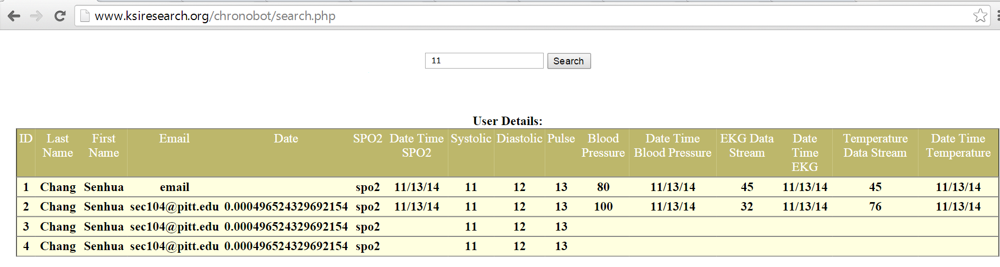 www.ksiresearch.org/chronobot/search.php
11 Search
User Details:
ID Last Name First Name Email Date SPO2 Date Time SPO2 Systolic Diastolic Pulse Blood Pressure Date Time Blood Pressure EKG Data Stream Date Time EKG Temperature Data Stream Date Time Temperature
1 Chang Senhua email spo2 11/13/14 11 12 13 80 11/13/14 45 11/13/14 45 11/13/14
2 Chang Senhua sec104@pitt.edu 0.000496524329692154 spo2 11/13/14 11 12 13 100 11/13/14 32 11/13/14 76 11/13/14
3 Chang Senhua sec104@pitt.edu 0.000496524329692154 spo2 11 12 13
4 Chang Senhua sec104@pitt.edu 0.000496524329692154 spo2 11 12 13